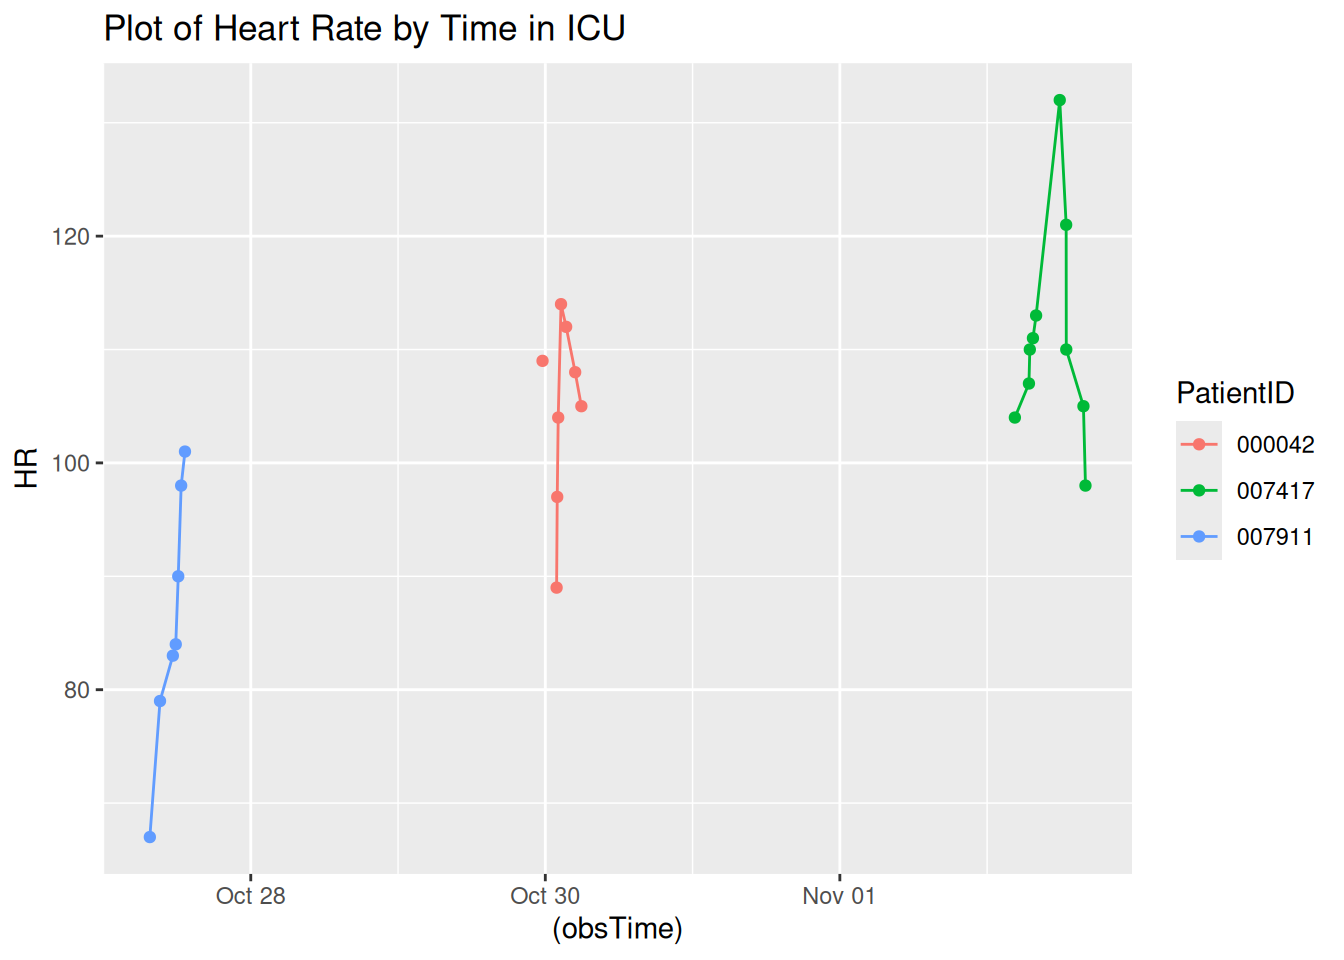 Plot of Heart Rate by Time in ICU
120
100
80
HR
Oct 28
Oct 30
Nov 01
(obsTime)
PatientID
000042
007417
007911